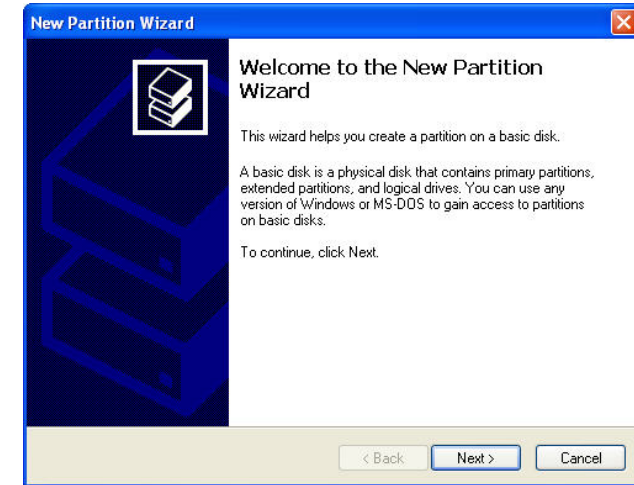 New Partition Wizard
Welcome to the New Partition
Wizard
This wizard helps you create a partition on a basic disk.
A basic disk is a physical disk that contains primary partitions,
extended partitions, and logical drives. You can use any
version of Windows or MS-DOS to gain access to partitions
on basic disks.
To continue, click Next.
< Back
Next >
Cancel